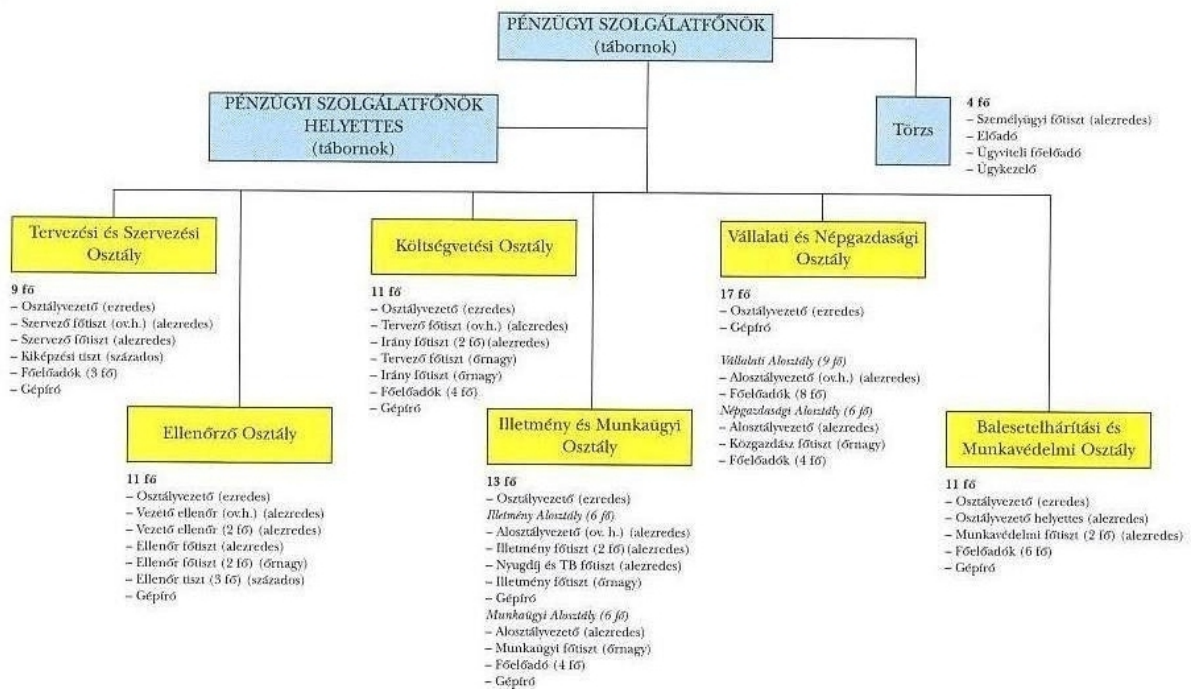 PÉNZÜGYI SZOLGÁLATFŐNÖK
(tábornok)
PÉNZÜGYI SZOLGÁLATFŐNÖK
HELYETTES
(tábornok)
Törzs
4 fő
– Személyügyi főtiszt (alezredes)
– Előadó
– Ügyviteli főelőadó
– Ügykezelő
Tervezési és Szervezési
Osztály
9 fő
– Osztályvezető (ezredes)
– Szervező főtiszt (ov.h.) (alezredes)
– Szervező főtiszt (alezredes)
– Kiképzési tiszt (százados)
– Főelőadók (3 fő)
– Gépíró
Ellenőrző Osztály
11 fő
– Osztályvezető (ezredes)
– Vezető ellenőr (ov.h.) (alezredes)
– Vezető ellenőr (2 fő) (alezredes)
– Ellenőr főtiszt (alezredes)
– Ellenőr főtiszt (2 fő) (őrnagy)
– Ellenőr tiszt (3 fő) (százados)
– Gépíró
Költségvetési Osztály
11 fő
– Osztályvezető (ezredes)
– Tervező főtiszt (ov.h.) (alezredes)
– Irány főtiszt (2 fő) (alezredes)
– Tervező főtiszt (őrnagy)
– Irány főtiszt (őrnagy)
– Főelőadók (4 fő)
– Gépíró
Illetmény és Munkaügyi
Osztály
13 fő
– Osztályvezető (ezredes)
Illetmény Alosztály (6 fő)
– Alosztályvezető (ov. h.) (alezredes)
– Illetmény főtiszt (2 fő) (alezredes)
– Nyugdíj és TB főtiszt (alezredes)
– Illetmény főtiszt (őrnagy)
– Gépíró
Munkaügyi Alosztály (6 fő)
– Alosztályvezető (alezredes)
– Munkaügyi főtiszt (őrnagy)
– Főelőadó (4 fő)
– Gépíró
Vállalati és Népgazdasági
Osztály
17 fő
– Osztályvezető (ezredes)
– Gépíró
Vállalati Alosztály (9 fő)
– Alosztályvezető (ov.h.) (alezredes)
– Főelőadók (8 fő)
Népgazdasági Alosztály (6 fő)
– Alosztályvezető (alezredes)
– Közgazdász főtiszt (őrnagy)
– Főelőadók (4 fő)
Balesetelhárítási és
Munkavédelmi Osztály
11 fő
– Osztályvezető (ezredes)
– Osztályvezető helyettes (alezredes)
– Munkavédelmi főtiszt (2 fő) (alezredes)
– Főelőadók (6 fő)
– Gépíró